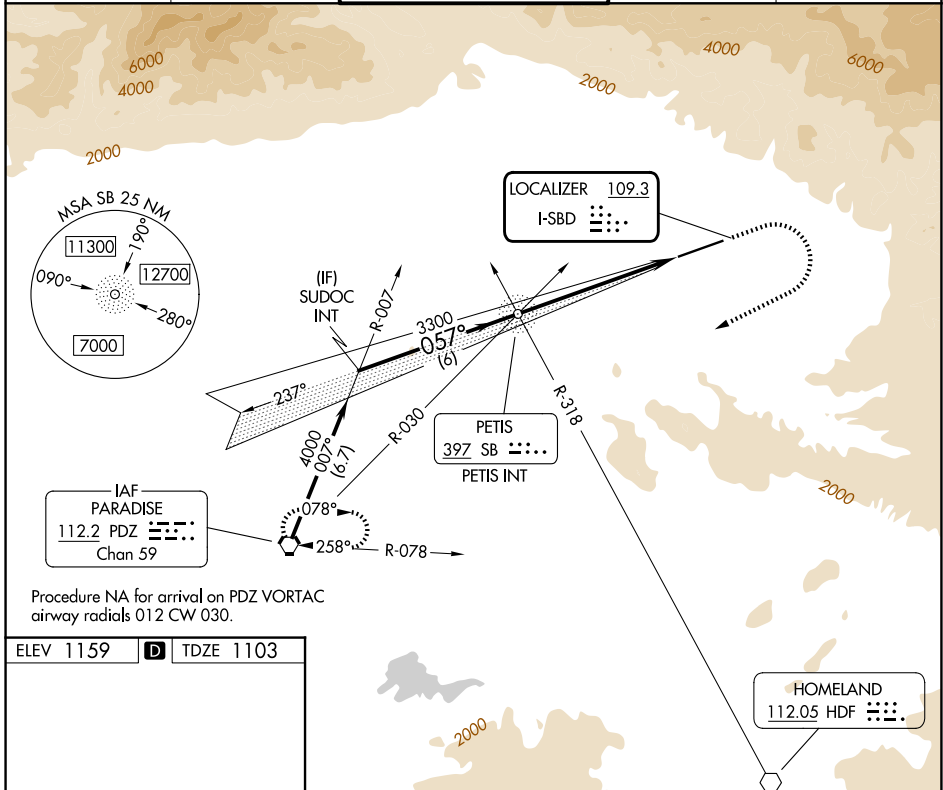 6000
4000
2000
4000
6000
2000
MSA SB 25 NM
11300
190°
12700
090°
280°
7000
LOCALIZER 109.3
I-SBD
(IF)
SUDOC
INT
R-007
3300
057°
(6)
237°
R-030
R-318
4000
007°
(6.7)
PETIS
397 SB
PETIS INT
2000
IAF
PARADISE
112.2 PDZ
Chan 59
078°
258°
R-078
Procedure NA for arrival on PDZ VORTAC
airway radials 012 CW 030.
ELEV 1159 D TDZE 1103
HOMELAND
112.05 HDF
2000